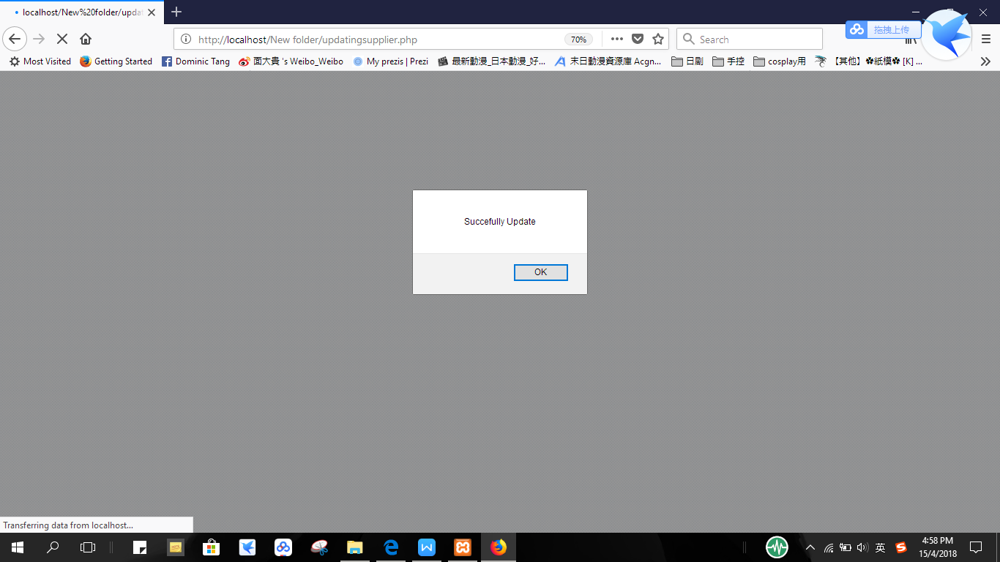 localhost/New%20folder/updat
http://localhost/New folder/updatingsupplier.php
70%
Search
拖拽上传
Most Visited
Getting Started
Dominic Tang
面大貴 's Weibo_Weibo
My prezis | Prezi
最新動漫_日本動漫_好...
末日動漫資源庫 Acgn...
日剧
手控
cosplay用
【其他】✿紙模✿ [K] ...
Succefully Update
OK
Transferring data from localhost...
英
4:58 PM
15/4/2018